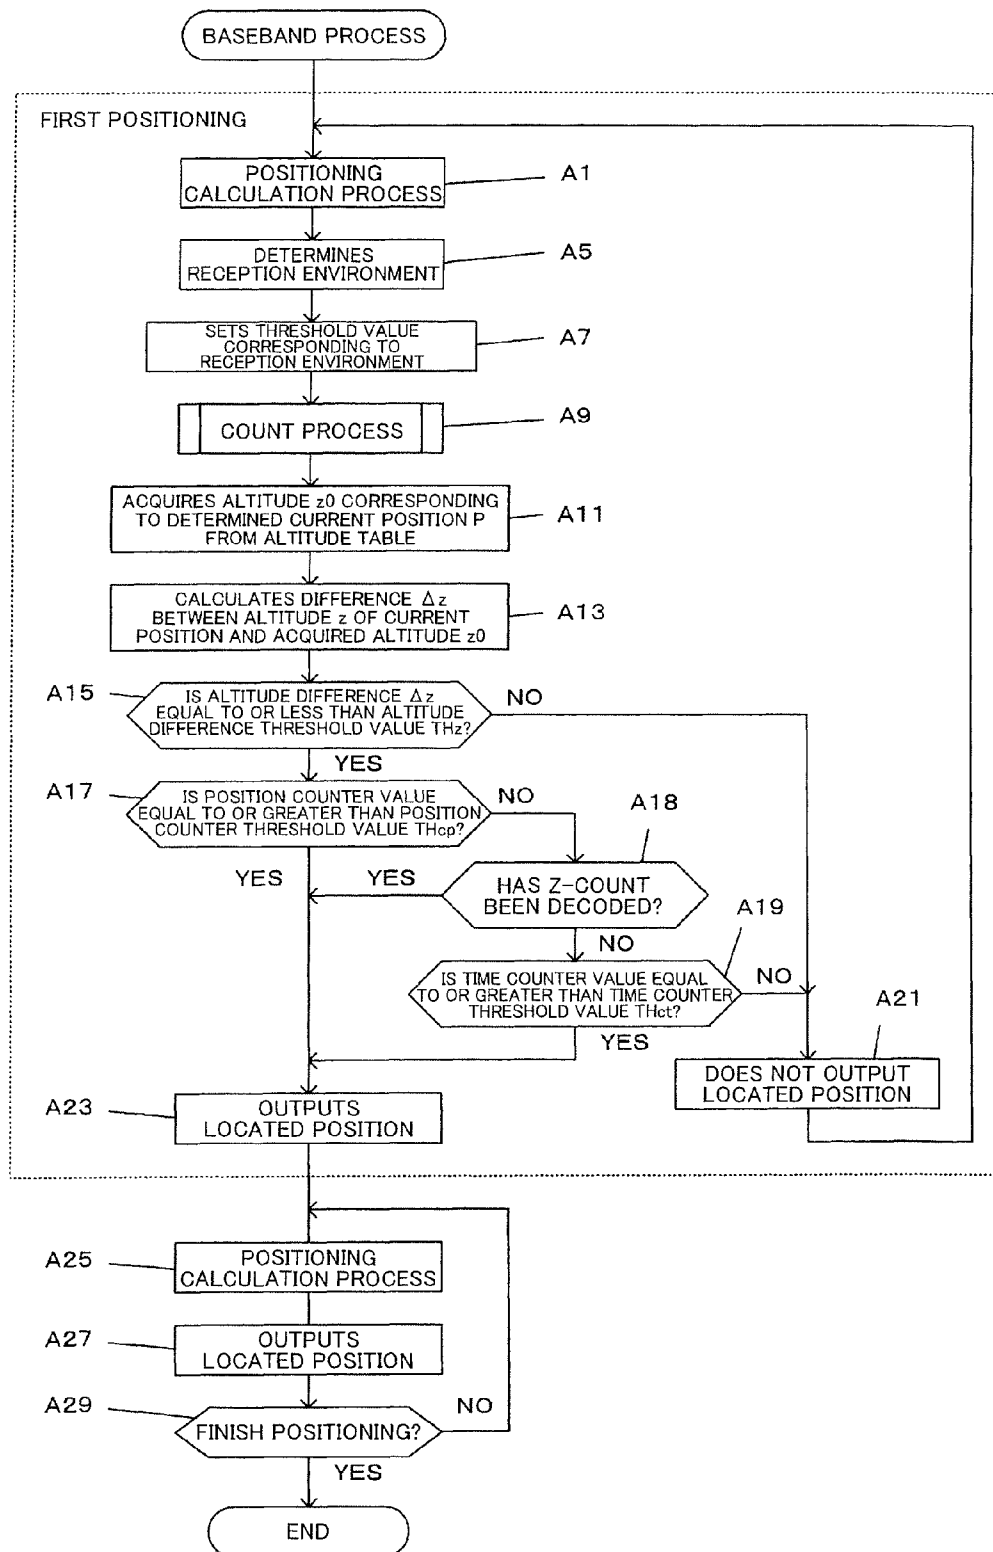 BASEBAND PROCESS
FIRST POSITIONING
POSITIONING
CALCULATION PROCESS
A1
DETERMINES
RECEPTION ENVIRONMENT
A5
SETS THRESHOLD VALUE
CORRESPONDING TO
RECEPTION ENVIRONMENT
A7
COUNT PROCESS
A9
ACQUIRES ALTITUDE z0 CORRESPONDING
TO DETERMINED CURRENT POSITION P
FROM ALTITUDE TABLE
A11
CALCULATES DIFFERENCE Δz
BETWEEN ALTITUDE z OF CURRENT
POSITION AND ACQUIRED ALTITUDE z0
A13
A15
IS ALTITUDE DIFFERENCE Δz
EQUAL TO OR LESS THAN ALTITUDE
DIFFERENCE THRESHOLD VALUE THz?
NO
YES
A17
IS POSITION COUNTER VALUE
EQUAL TO OR GREATER THAN POSITION
COUNTER THRESHOLD VALUE THcp?
NO
A18
YES
YES
HAS Z-COUNT
BEEN DECODED?
A19
NO
IS TIME COUNTER VALUE EQUAL
TO OR GREATER THAN TIME COUNTER
THRESHOLD VALUE THct?
NO
A21
YES
DOES NOT OUTPUT
LOCATED POSITION
A23
OUTPUTS
LOCATED POSITION
A25
POSITIONING
CALCULATION PROCESS
A27
OUTPUTS
LOCATED POSITION
A29
FINISH POSITIONING?
NO
YES
END